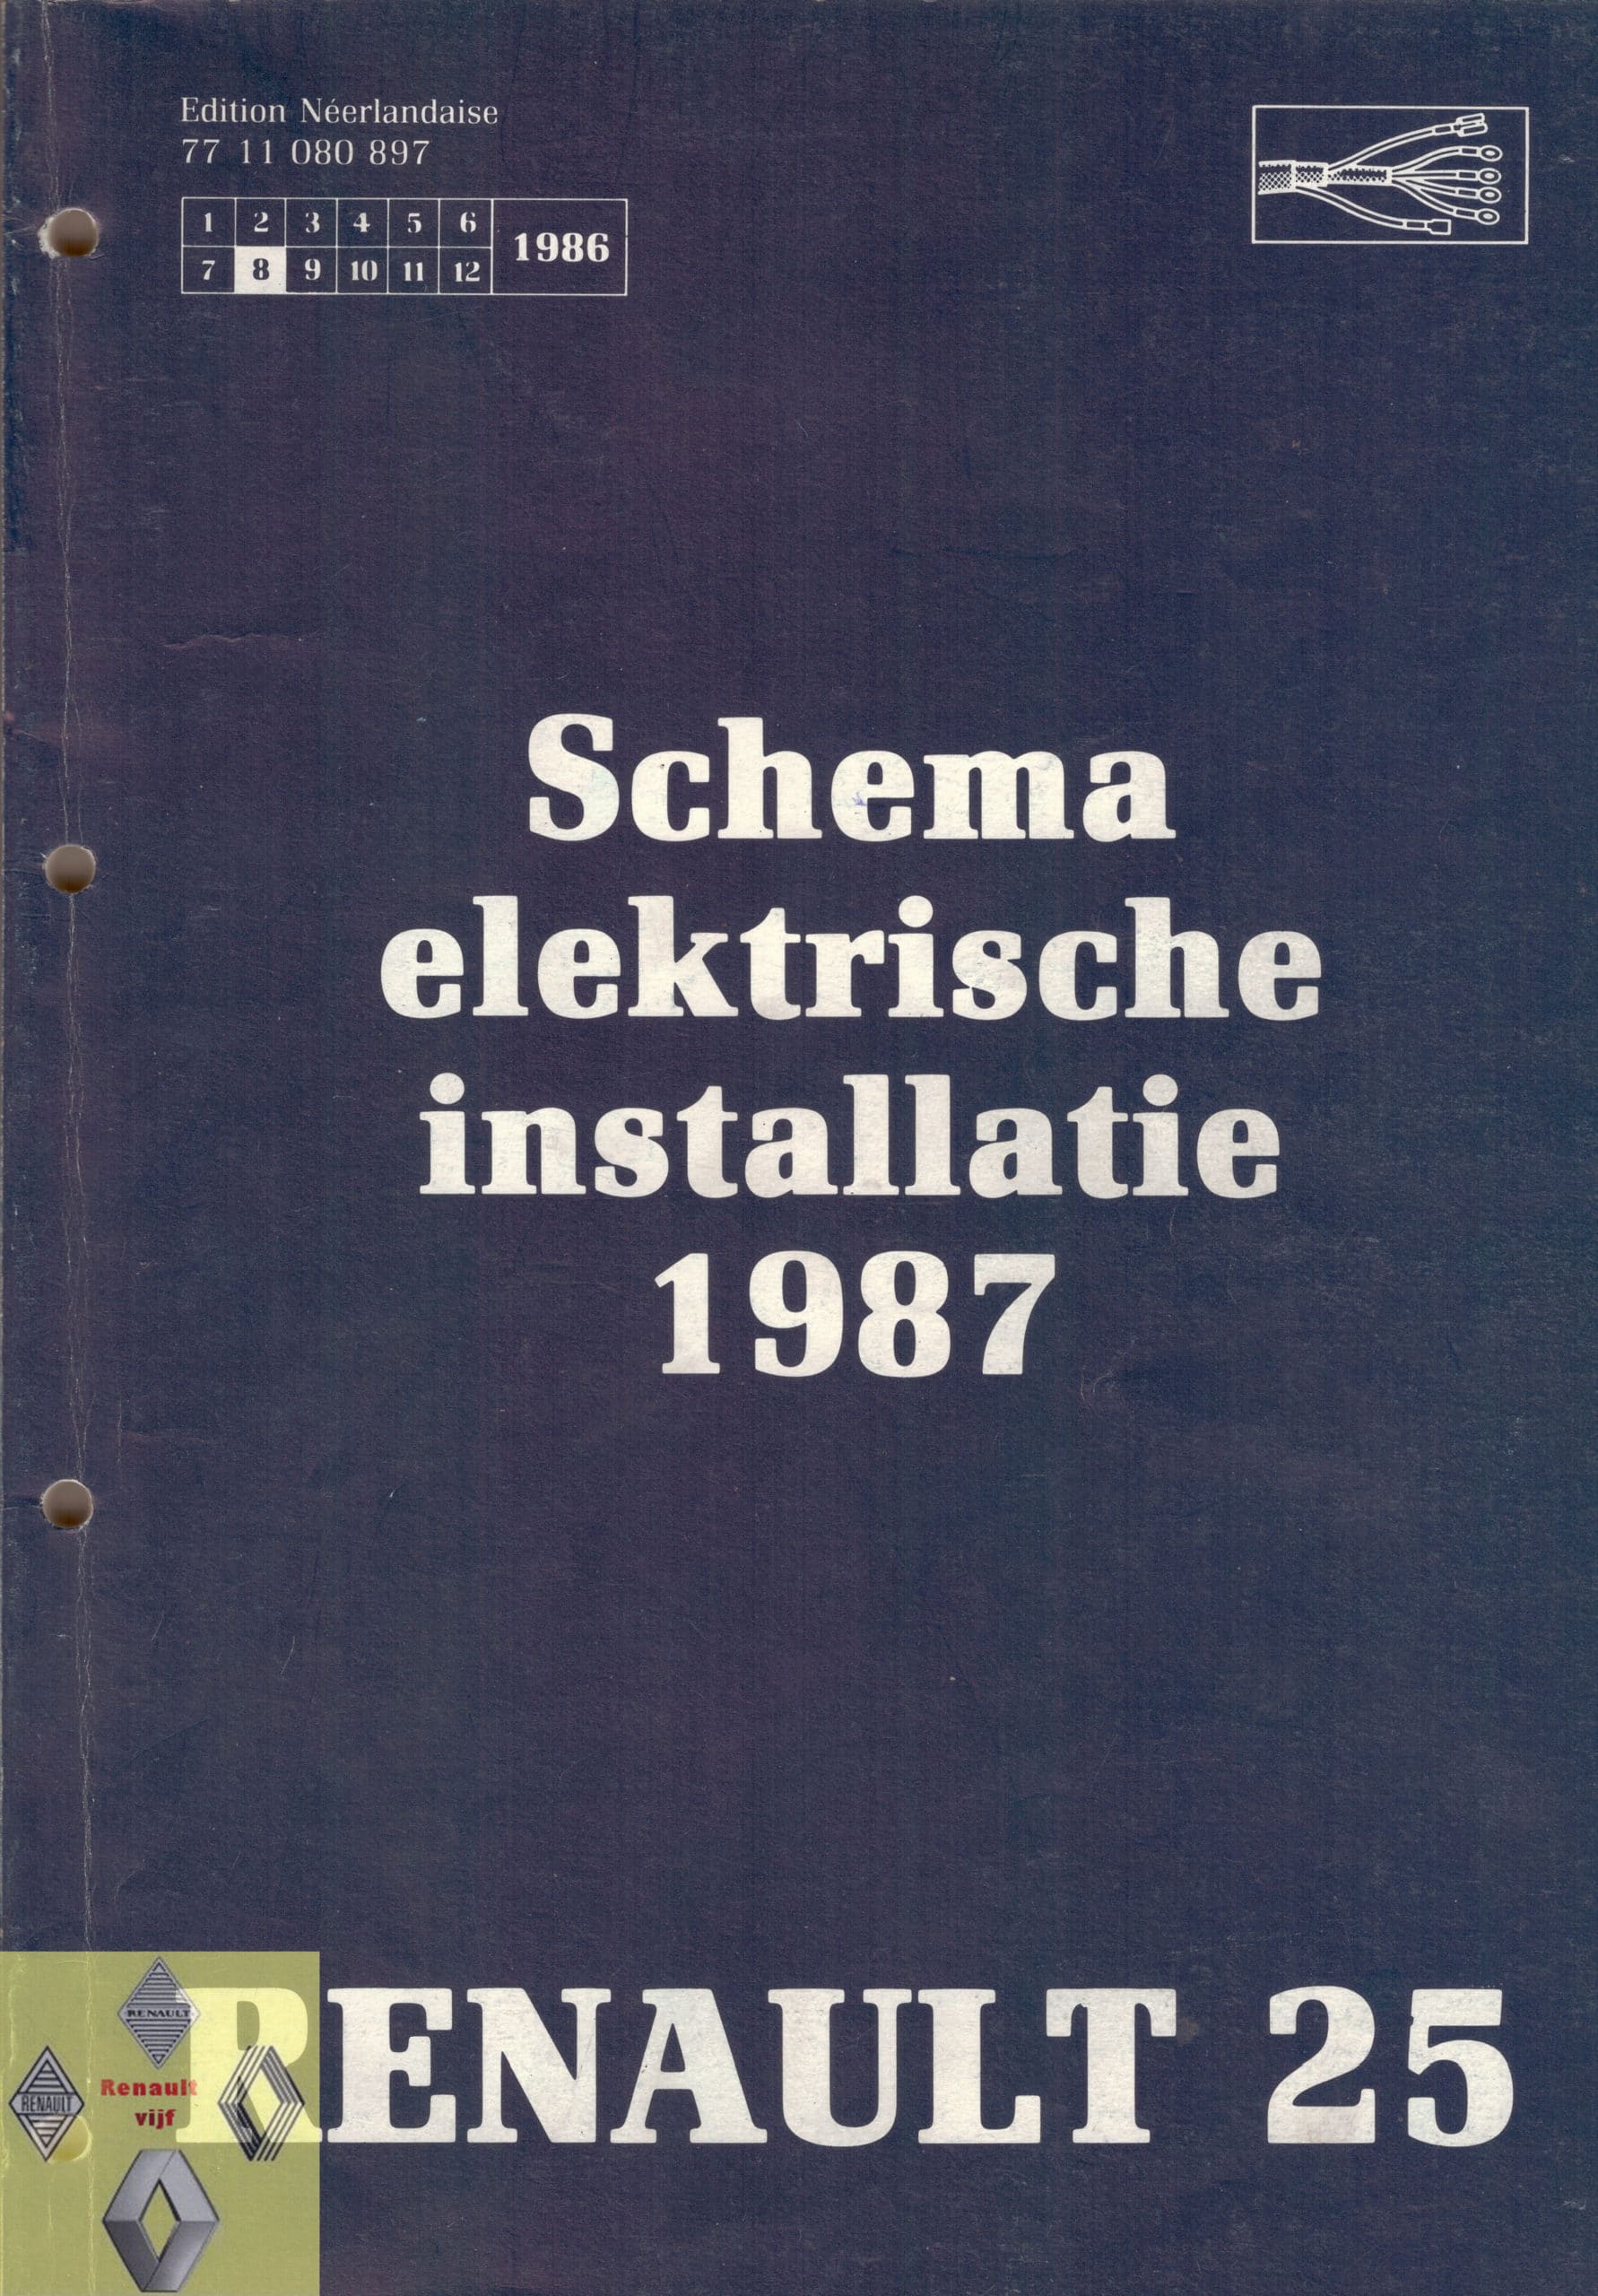 Edition Néerlandaise
77 11 080 897
1 2 3 4 5 6
1986
7 8 9 10 11 12
Schema
elektrische
installatie
1987
RENAULT 25
RENAULT
RENAULT
Renault
vijf